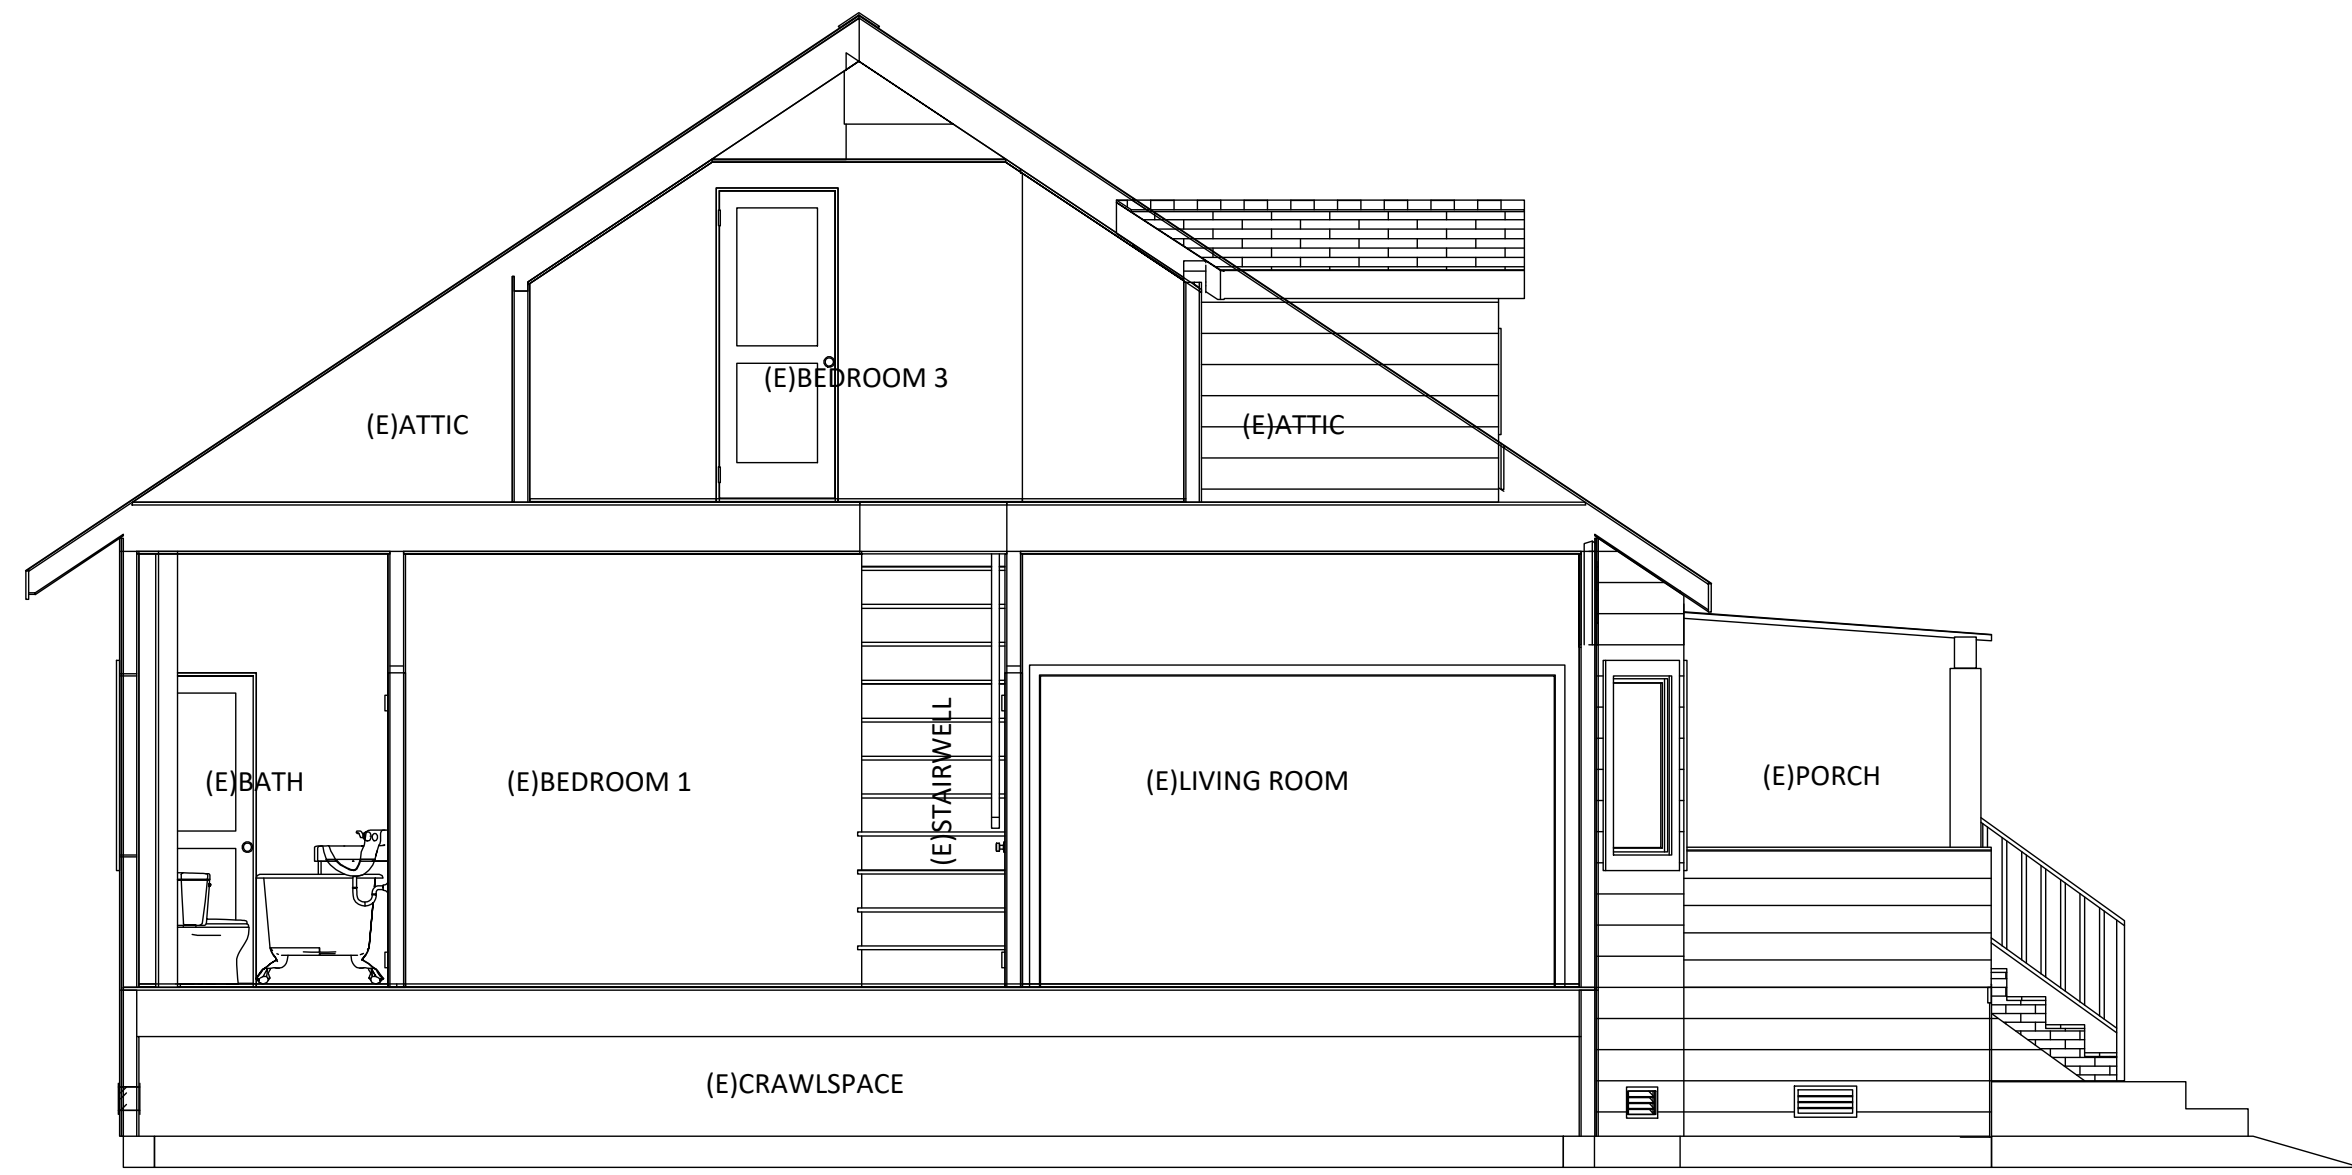 (E)BEDROOM 3
(E)ATTIC
(E)ATTIC
(E)BATH
(E)BEDROOM 1
(E)STAIRWELL
(E)LIVING ROOM
(E)PORCH
(E)CRAWLSPACE